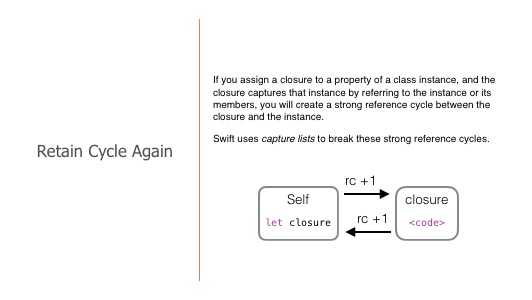 Retain Cycle Again
If you assign a closure to a property of a class instance, and the
closure captures that instance by referring to the instance or its
members, you will create a strong reference cycle between the
closure and the instance.
Swift uses capture lists to break these strong reference cycles.
rc +1
Self
closure
let closure
rc +1
<code>